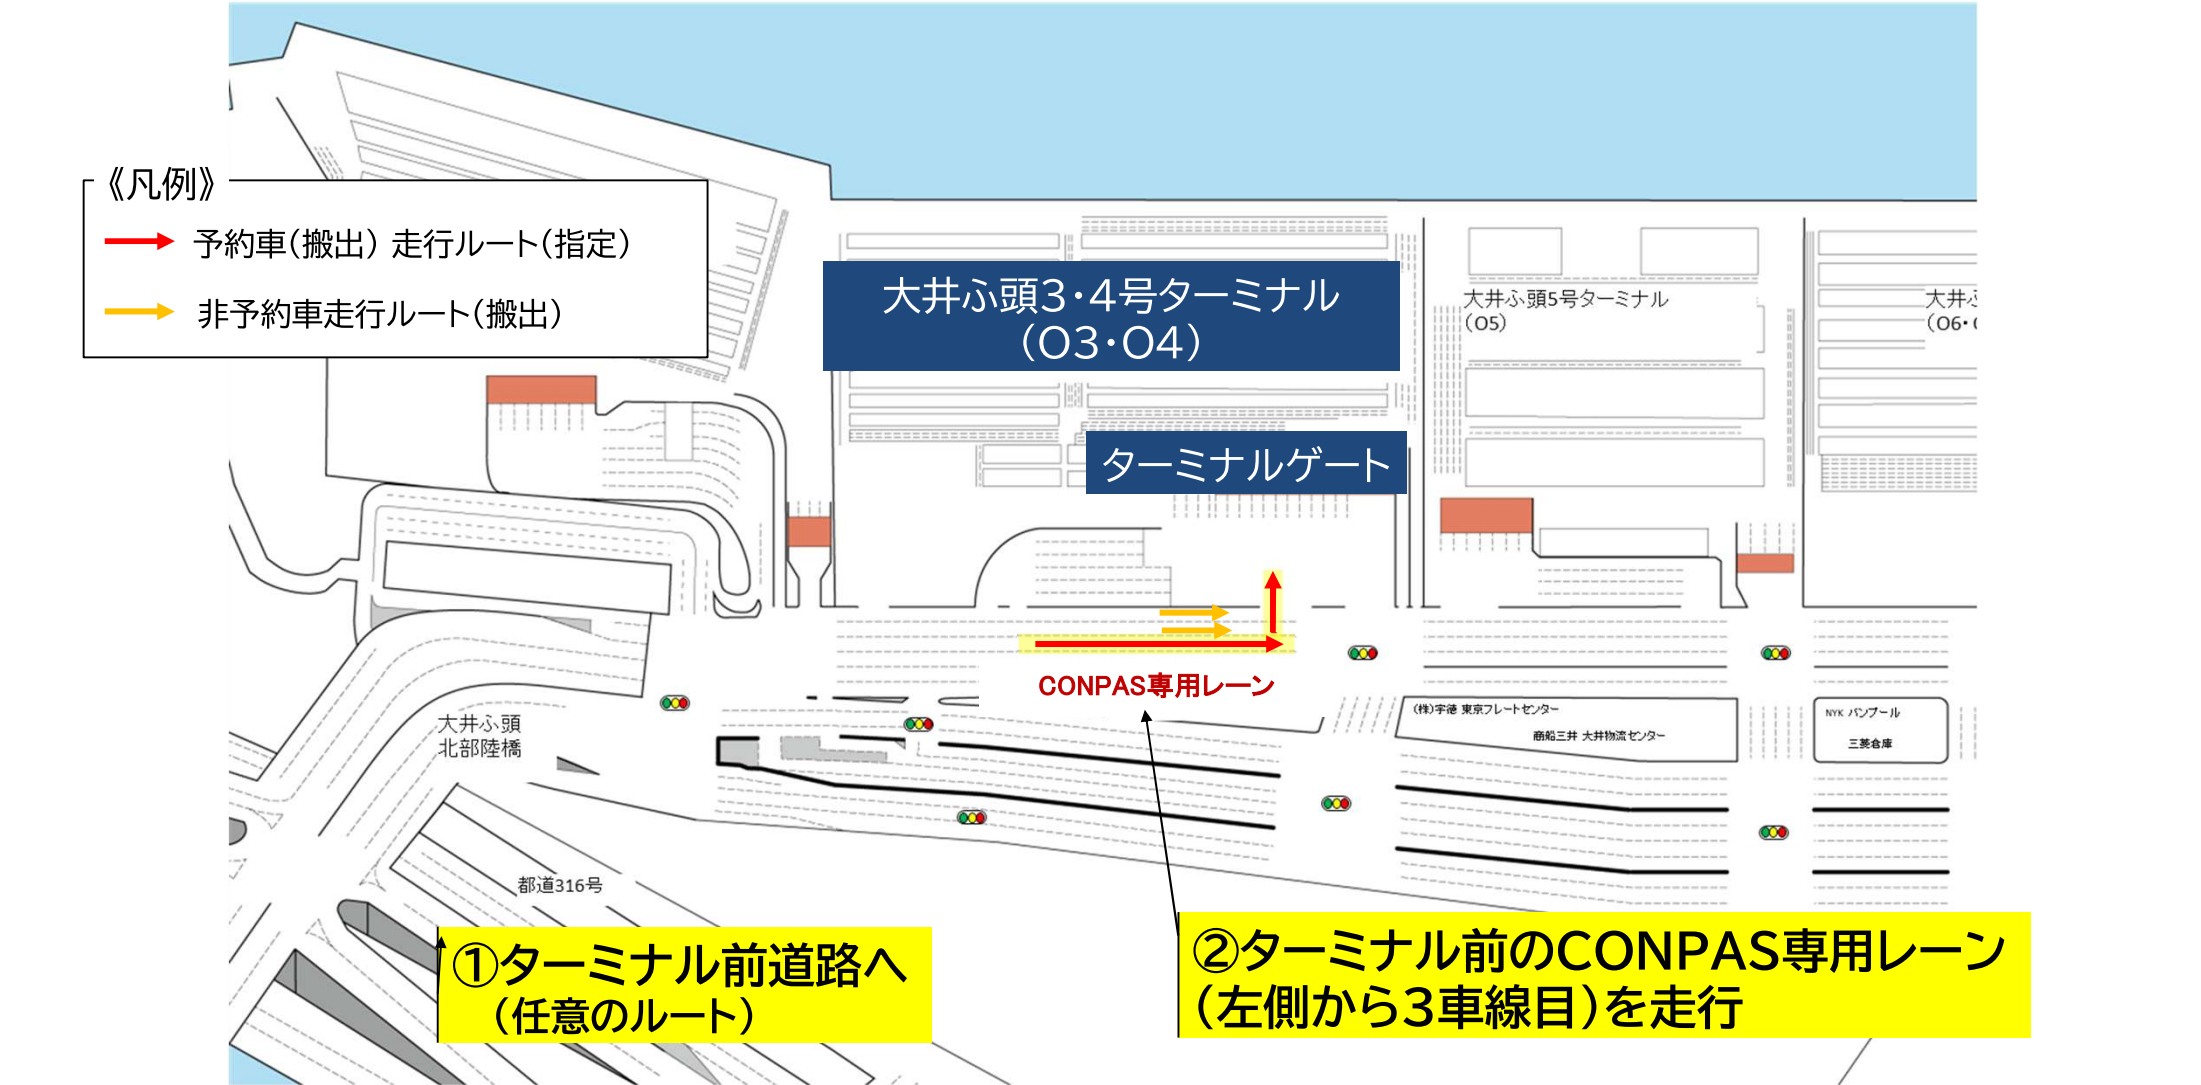 《凡例》
予約車(搬出) 走行ルート(指定)
非予約車走行ルート(搬出)
大井ふ頭3・4号ターミナル
(O3・O4)
大井ふ頭5号ターミナル
(O5)
大井ふ
(O6・
ターミナルゲート
CONPAS専用レーン
(株)宇徳 東京フレートセンター
商船三井 大井物流センター
NYK バンプール
三菱倉庫
大井ふ頭
北部陸橋
都道316号
①ターミナル前道路へ
(任意のルート)
②ターミナル前のCONPAS専用レーン
(左側から3車線目)を走行